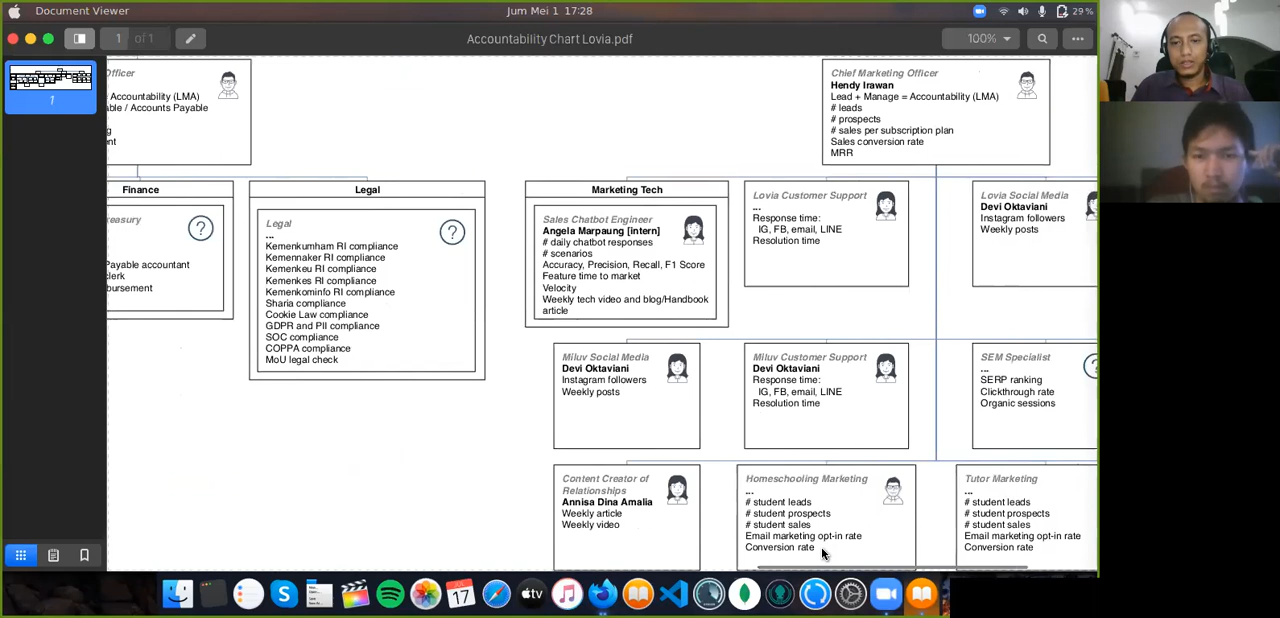 Document Viewer
Jum Mei 1 17:28
29 %
1 of 1
Accountability Chart Lovia.pdf
100%
1
Officer
Accountability (LMA)
able / Accounts Payable
Chief Marketing Officer
Hendy Irawan
Lead + Manage = Accountability (LMA)
# leads
# prospects
# sales per subscription plan
Sales conversion rate
MRR
Finance
Payable accountant
clerk
bursement
Legal
Legal
...
Kemenkumham RI compliance
Kemennaker RI compliance
Kemenkeu RI compliance
Kemenkes RI compliance
Kemenkominfo RI compliance
Sharia compliance
Cookie Law compliance
GDPR and PII compliance
SOC compliance
COPPA compliance
MoU legal check
Marketing Tech
Sales Chatbot Engineer
Angela Marpaung [intern]
# daily chatbot responses
# scenarios
Accuracy, Precision, Recall, F1 Score
Feature time to market
Velocity
Weekly tech video and blog/Handbook
article
Lovia Customer Support
...
Response time:
IG, FB, email, LINE
Resolution time
Lovia Social Media
Devi Oktaviani
Instagram followers
Weekly posts
Miluv Social Media
Devi Oktaviani
Instagram followers
Weekly posts
Miluv Customer Support
Devi Oktaviani
Response time:
IG, FB, email, LINE
Resolution time
SEM Specialist
...
SERP ranking
Clickthrough rate
Organic sessions
Content Creator of
Relationships
Annisa Dina Amalia
Weekly article
Weekly video
Homeschooling Marketing
...
# student leads
# student prospects
# student sales
Email marketing opt-in rate
Conversion rate
Tutor Marketing
...
# student leads
# student prospects
# student sales
Email marketing opt-in rate
Conversion rate
17
tv